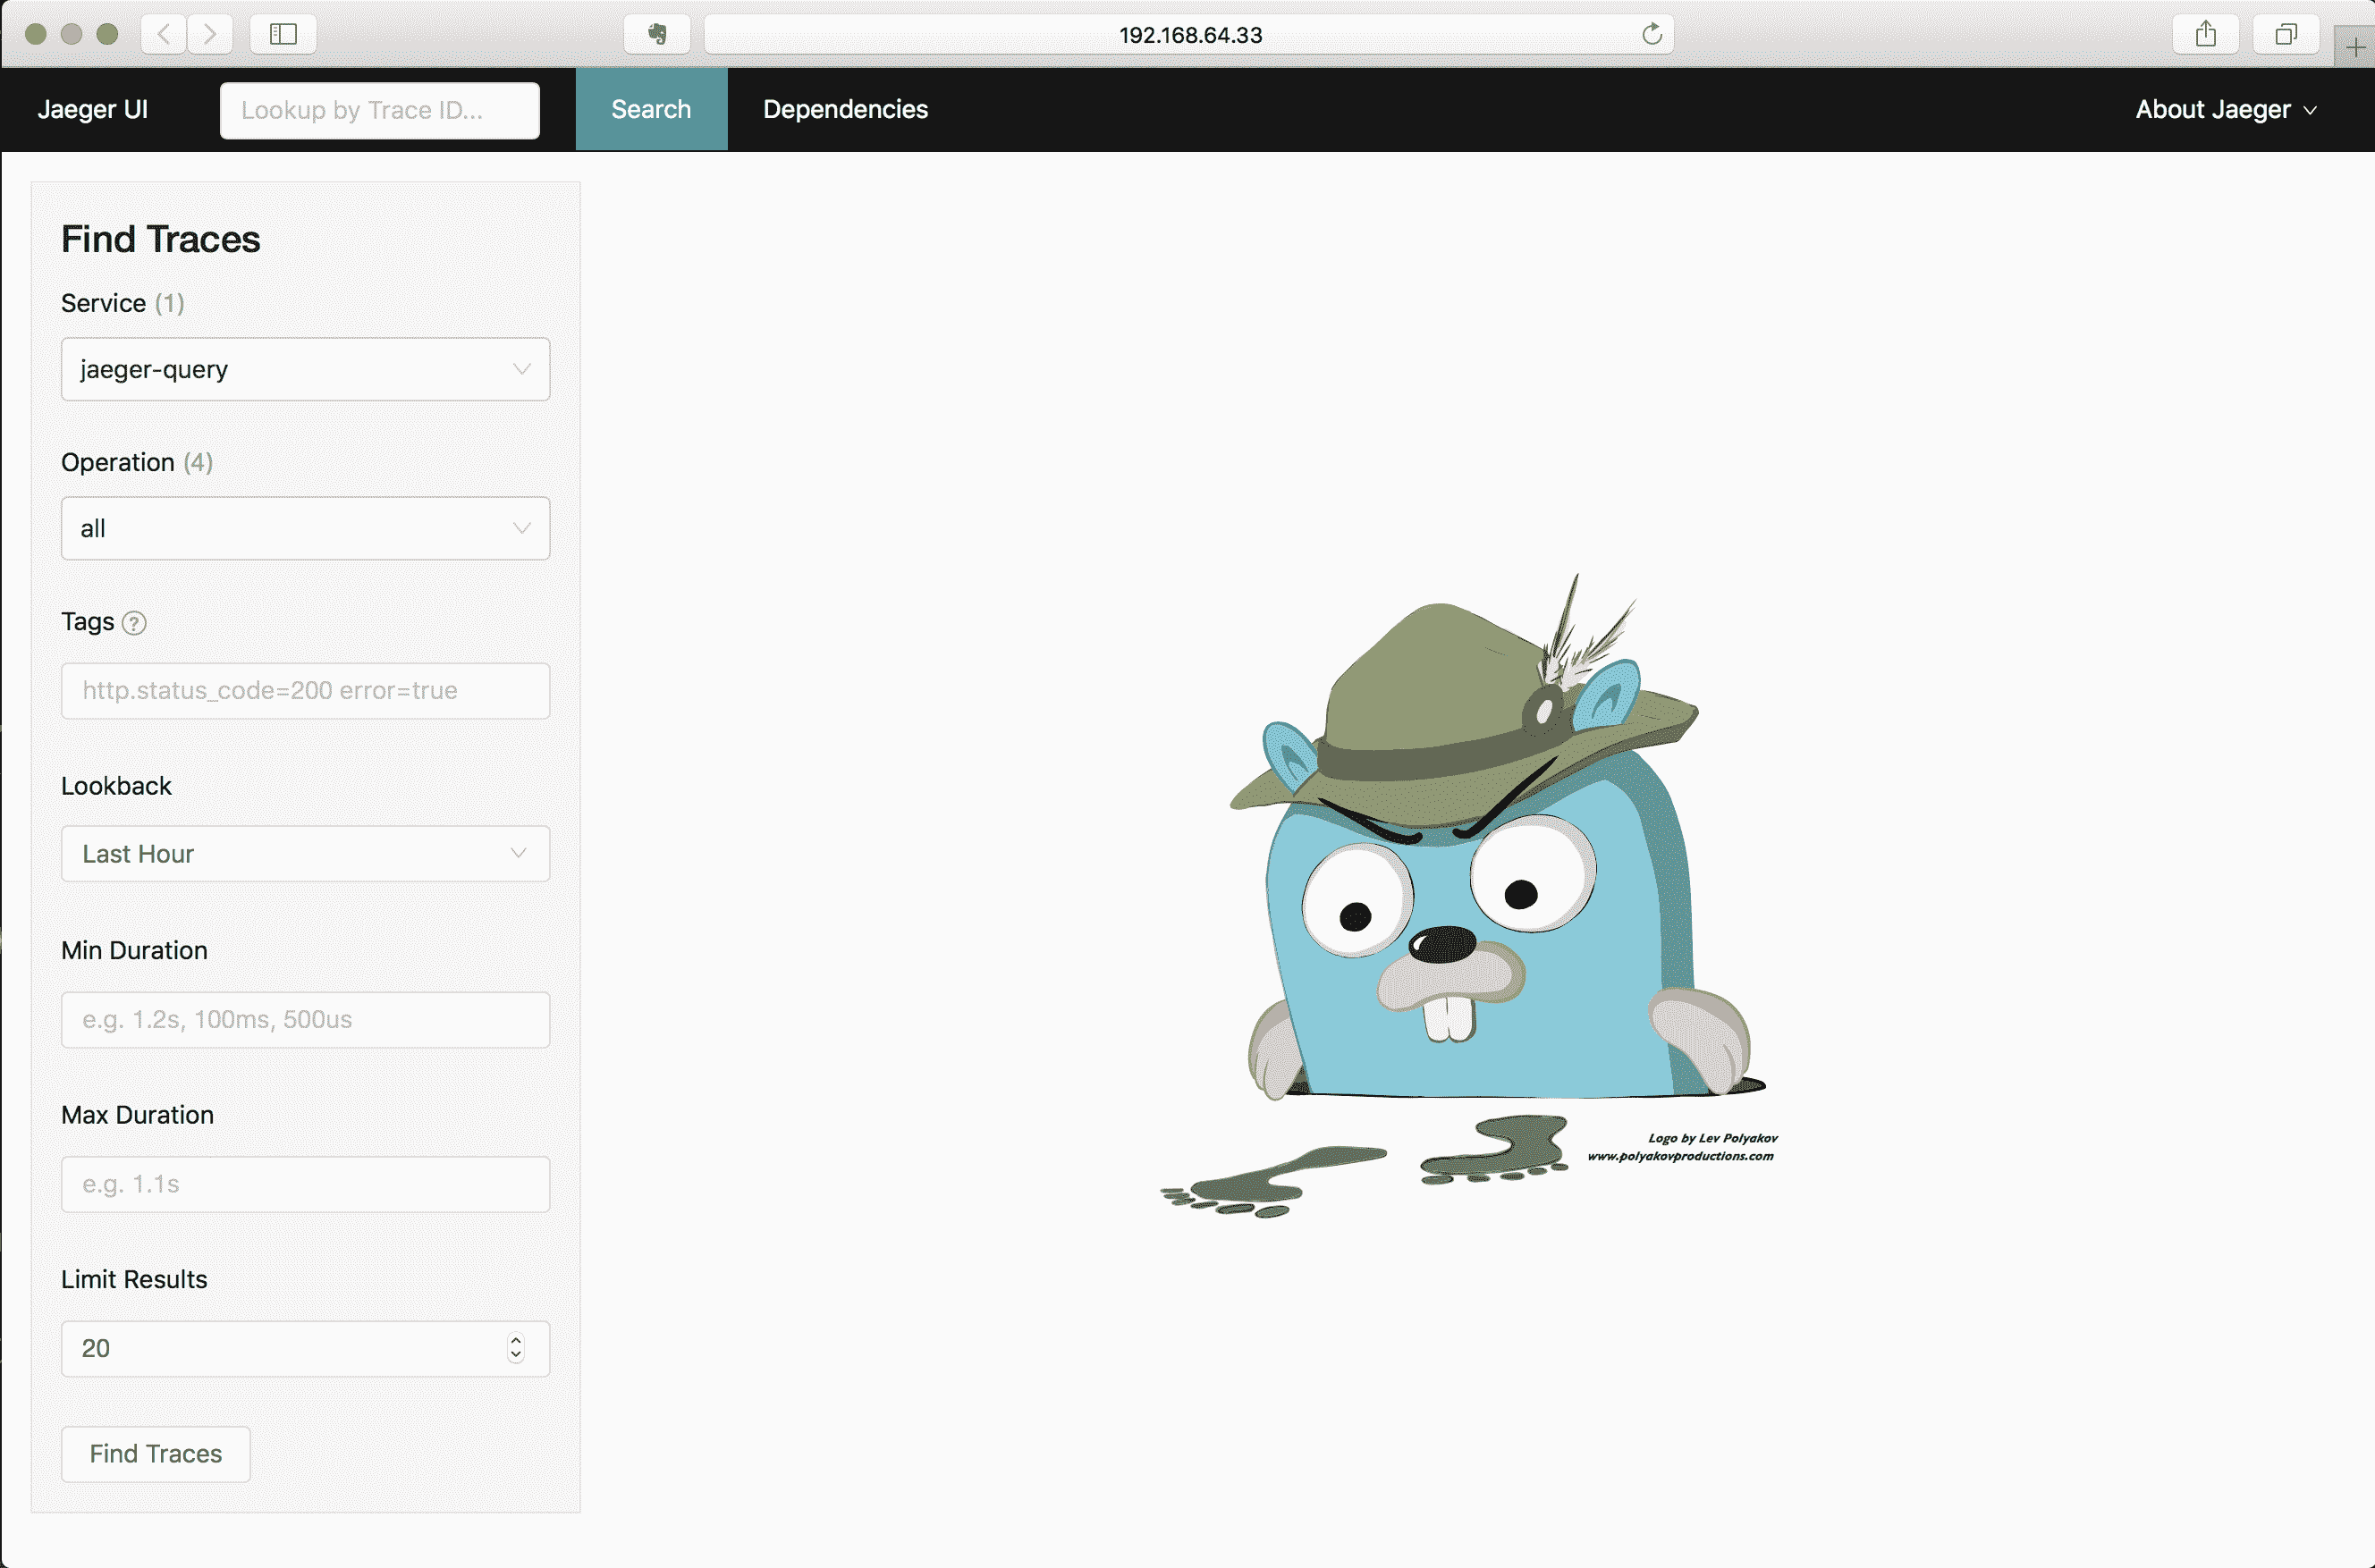 192.168.64.33
Jaeger UI
Lookup by Trace ID...
Search
Dependencies
About Jaeger
Find Traces
Service (1)
jaeger-query
Operation (4)
all
Tags ?
http.status_code=200 error=true
Lookback
Last Hour
Min Duration
e.g. 1.2s, 100ms, 500us
Max Duration
e.g. 1.1s
Limit Results
20
Find Traces
Logo by Lev Polyakov
www.polyakovproductions.com